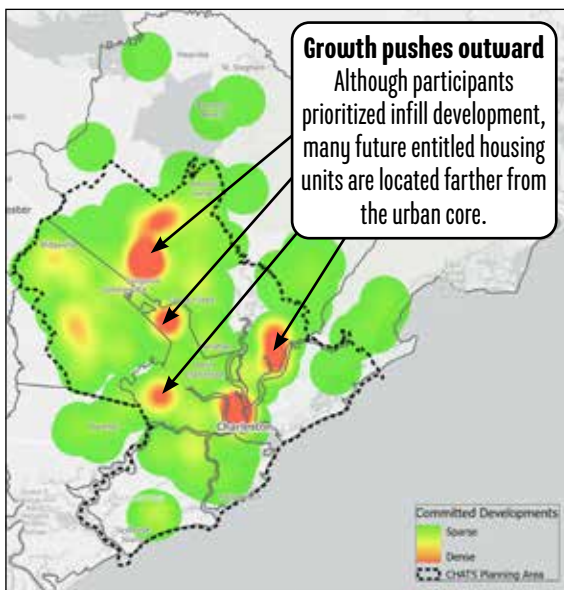 Growth pushes outward
Although participants
prioritized infill development,
many future entitled housing
units are located farther from
the urban core.
Charleston
Committed Developments
Sparse
Dense
CHATS Planning Area